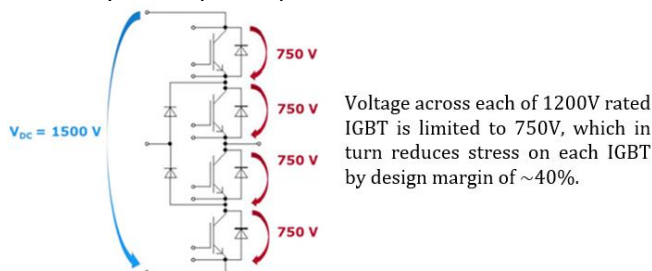 750 V
750 V
V_DC = 1500 V
750 V
750 V
Voltage across each of 1200V rated
IGBT is limited to 750V, which in
turn reduces stress on each IGBT
by design margin of ~40%.